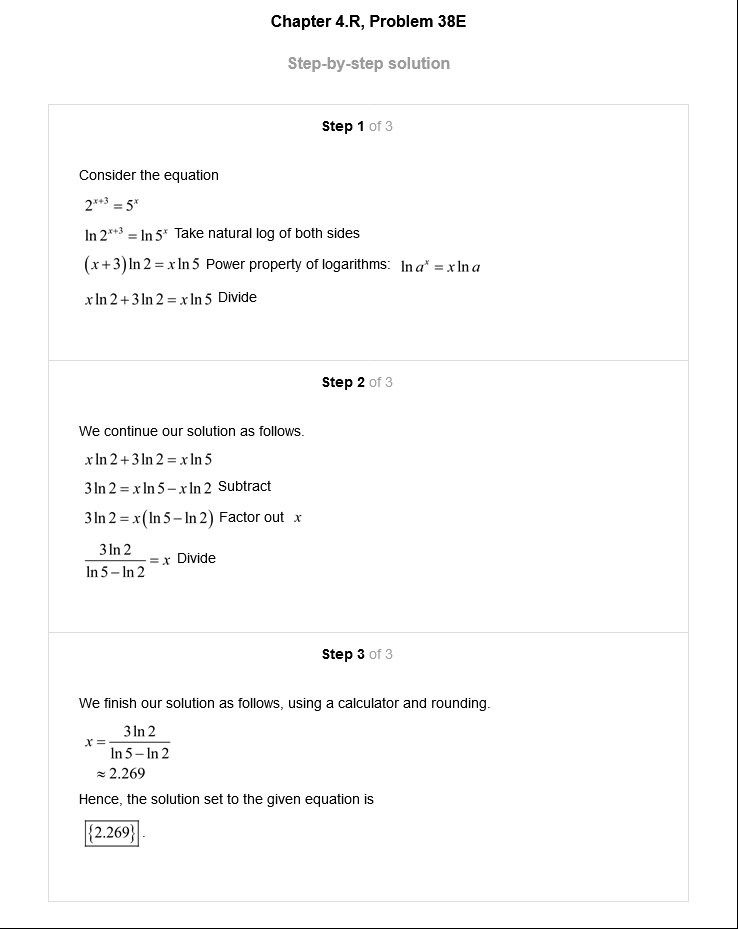 Chapter 4.R, Problem 38E
Step-by-step solution
Step 1 of 3
Consider the equation
2^{x+3} = 5^x
ln 2^{x+3} = ln 5^x Take natural log of both sides
(x+3)ln 2 = x ln 5 Power property of logarithms: ln a^x = x ln a
x ln 2 + 3 ln 2 = x ln 5 Divide
Step 2 of 3
We continue our solution as follows.
x ln 2 + 3 ln 2 = x ln 5
3 ln 2 = x ln 5 − x ln 2 Subtract
3 ln 2 = x(ln 5 − ln 2) Factor out x
\frac{3 ln 2}{ln 5 − ln 2} = x Divide
Step 3 of 3
We finish our solution as follows, using a calculator and rounding.
x = \frac{3 ln 2}{ln 5 − ln 2}
≈ 2.269
Hence, the solution set to the given equation is
{2.269}.